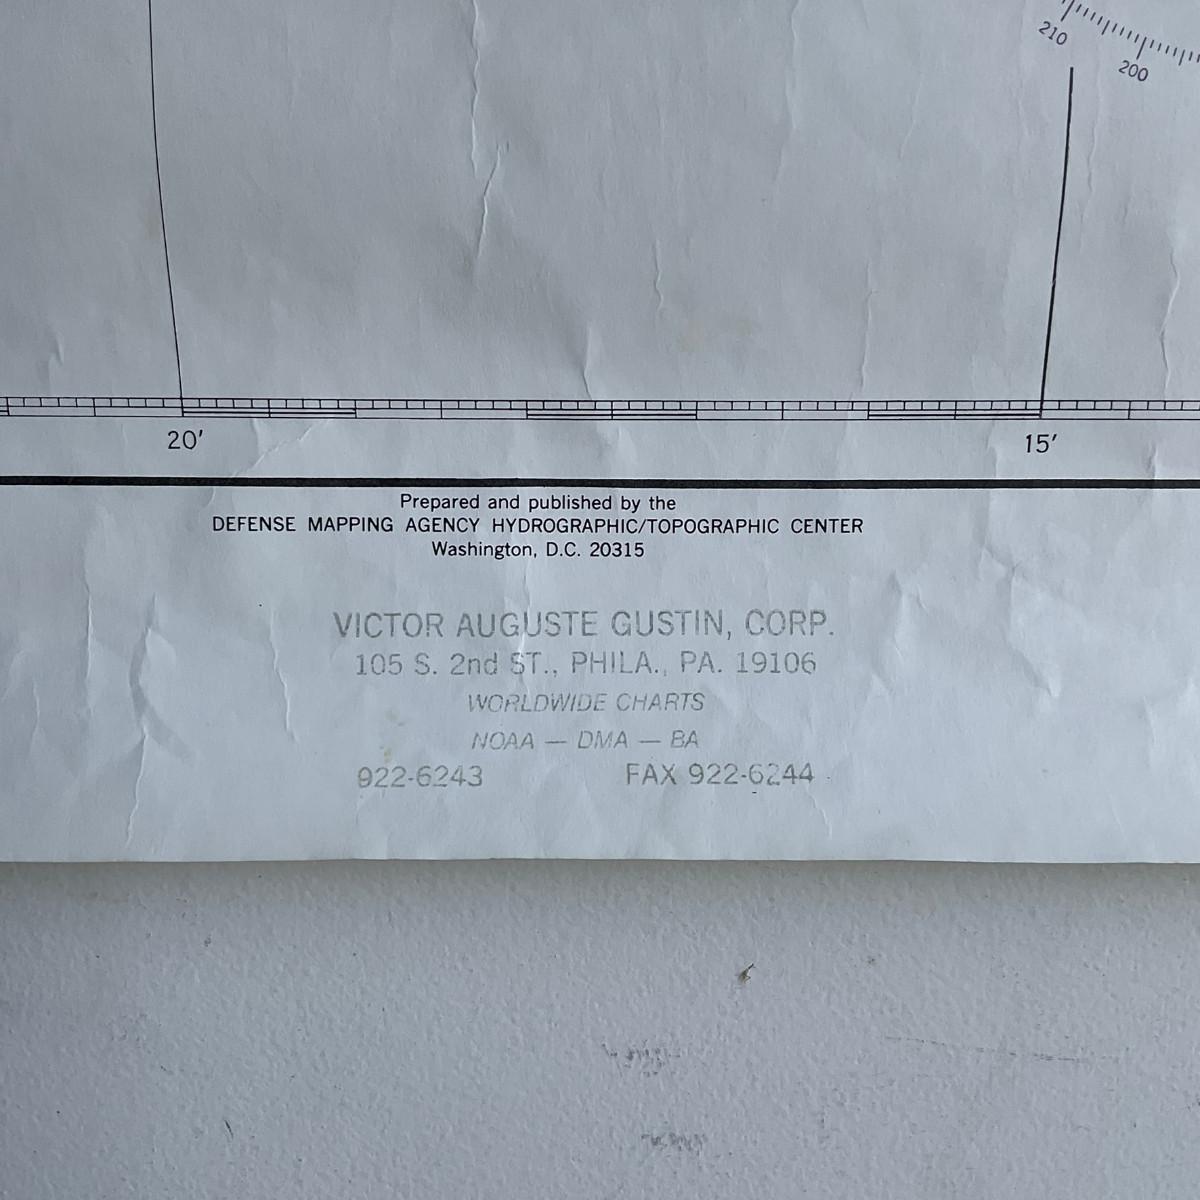 210
200
20′ 15′
Prepared and published by the
DEFENSE MAPPING AGENCY HYDROGRAPHIC/TOPOGRAPHIC CENTER
Washington, D.C. 20315
VICTOR AUGUSTE GUSTIN, CORP.
105 S. 2nd ST., PHILA., PA. 19106
WORLDWIDE CHARTS
NOAA — DMA — BA
922-6243 FAX 922-6244